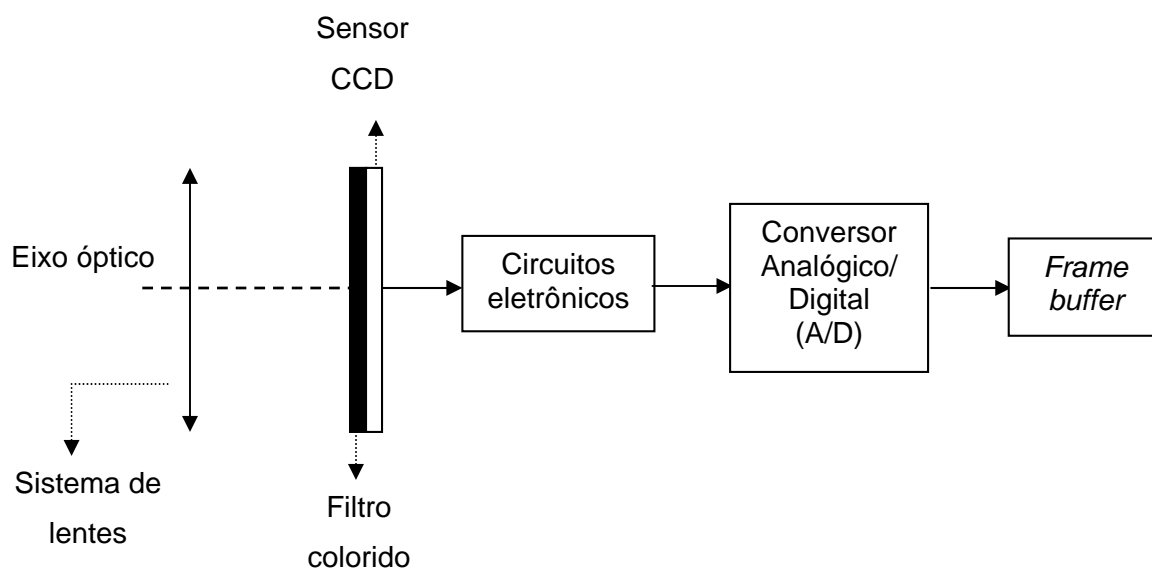 Sensor
CCD
Eixo óptico
Circuitos
eletrônicos
Conversor
Analógico/
Digital
(A/D)
Frame
buffer
Sistema de
lentes
Filtro
colorido